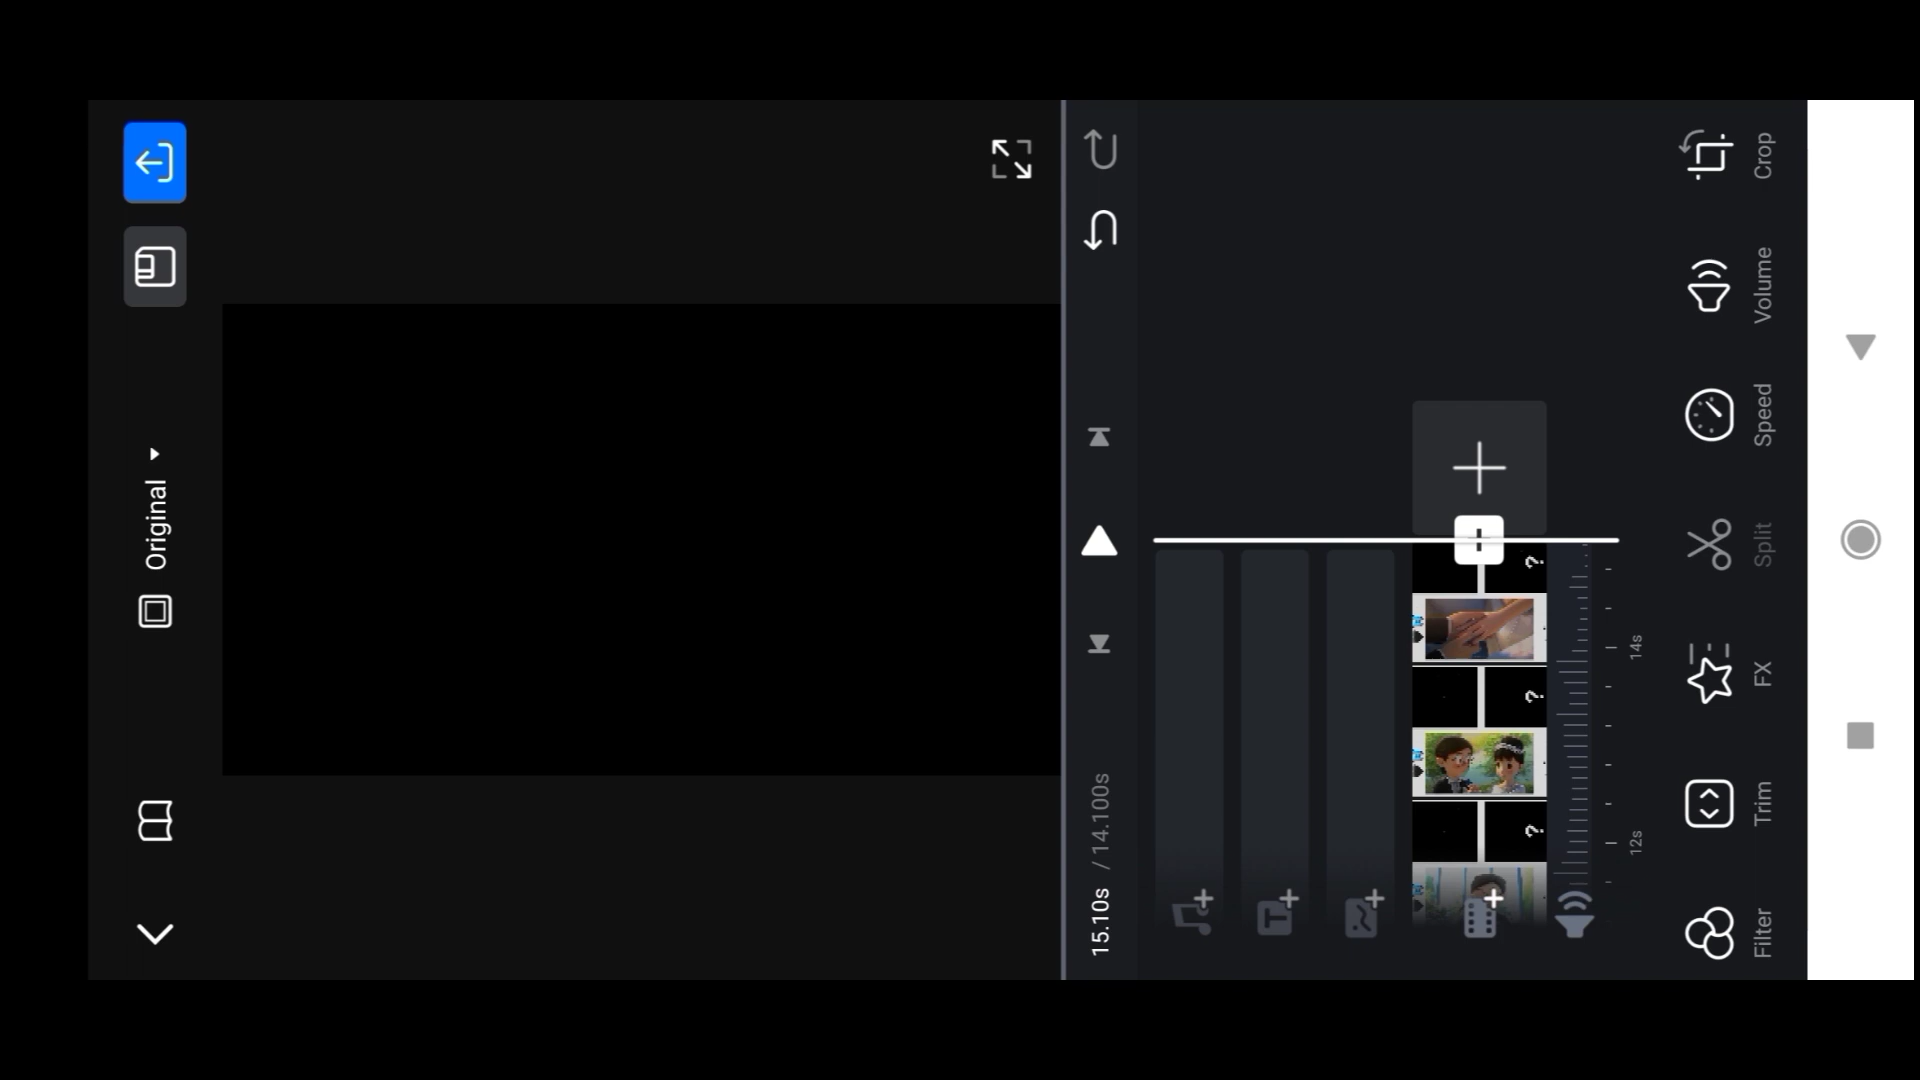 Original
15.10s / 14.100s
12s
14s
Filter
Trim
FX
Split
Speed
Volume
Crop